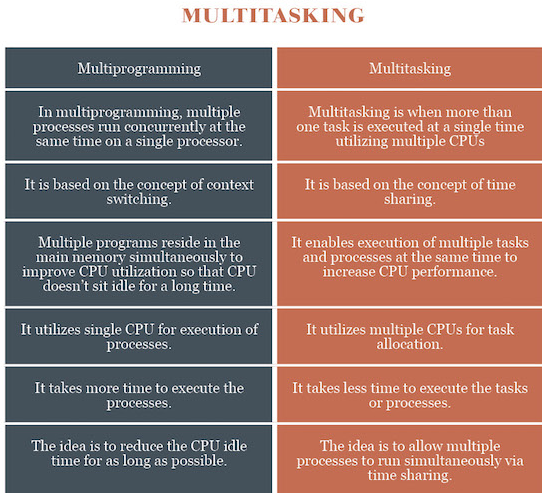 MULTITASKING
Multiprogramming
Multitasking
In multiprogramming, multiple
processes run concurrently at the
same time on a single processor.
Multitasking is when more than
one task is executed at a single time
utilizing multiple CPUs
It is based on the concept of context
switching.
It is based on the concept of time
sharing.
Multiple programs reside in the
main memory simultaneously to
improve CPU utilization so that CPU
doesn't sit idle for a long time.
It enables execution of multiple tasks
and processes at the same time to
increase CPU performance.
It utilizes single CPU for execution of
processes.
It utilizes multiple CPUs for task
allocation.
It takes more time to execute the
processes.
It takes less time to execute the tasks
or processes.
The idea is to reduce the CPU idle
time for as long as possible.
The idea is to allow multiple
processes to run simultaneously via
time sharing.